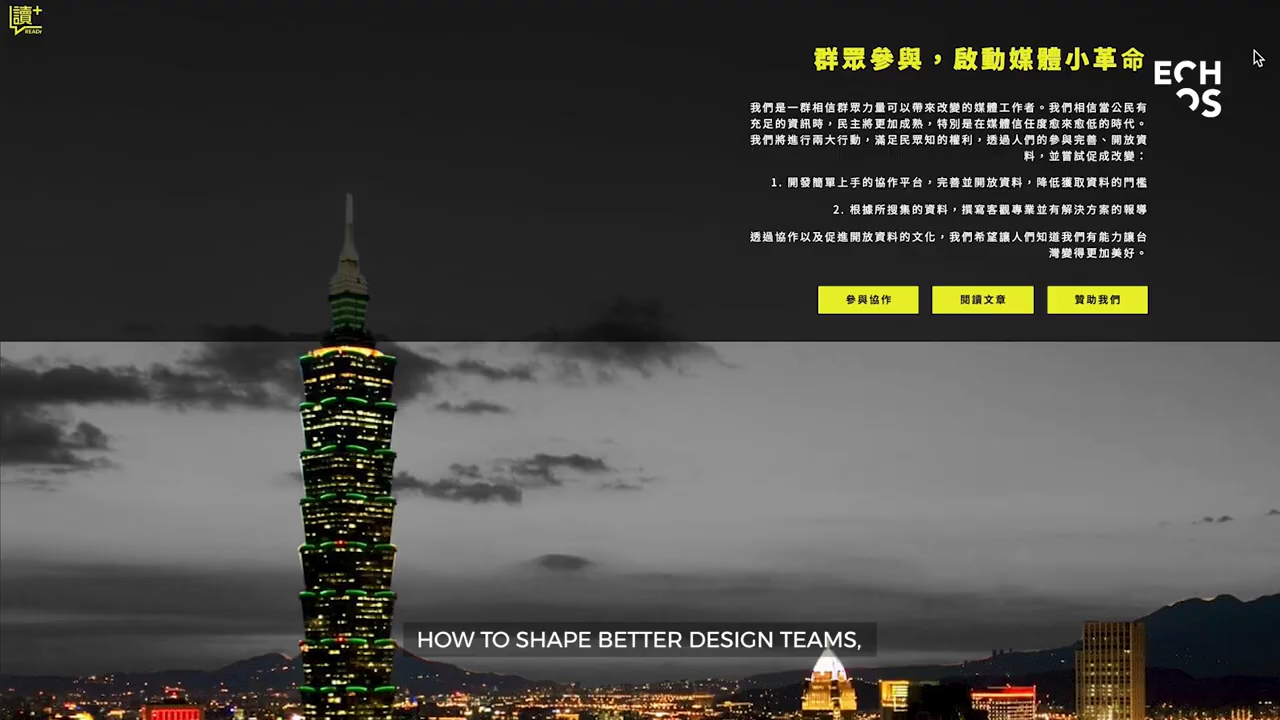 讀+
READr
群眾參與，啟動媒體小革命
ECHOS
我們是一群相信群眾力量可以帶來改變的媒體工作者。我們相信當公民有
充足的資訊時，民主將更加成熟，特別是在媒體信任度愈來愈低的時代。
我們將進行兩大行動，滿足民眾知的權利，透過人們的參與完善、開放資
料，並嘗試促成改變：
1. 開發簡單上手的協作平台，完善並開放資料，降低獲取資料的門檻
2. 根據所搜集的資料，撰寫客觀專業並有解決方案的報導
透過協作以及促進開放資料的文化，我們希望讓人們知道我們有能力讓台
灣變得更加美好。
參與協作 閱讀文章 贊助我們
HOW TO SHAPE BETTER DESIGN TEAMS,